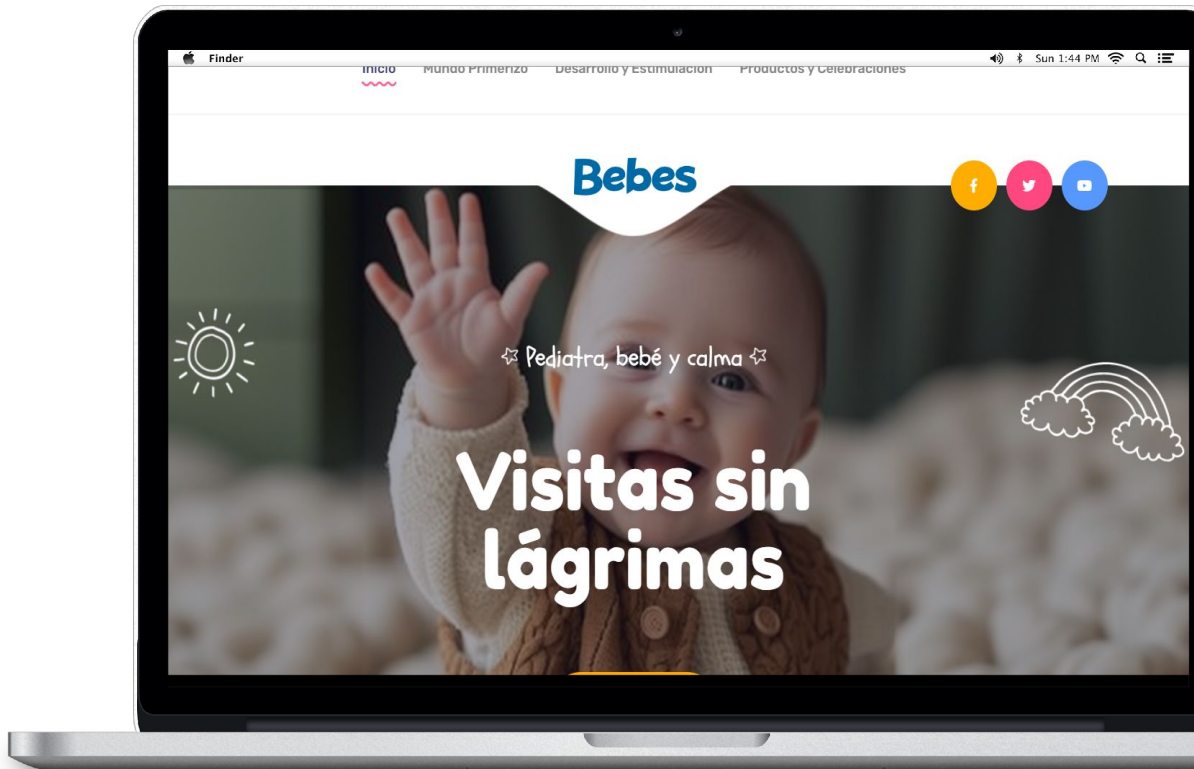 Finder
Sun 1:44 PM
Inicio Mundo Primerizo Desarrollo y Estimulación Productos y Celebraciones
Bebes
Pediatra, bebé y calma
Visitas sin
lágrimas